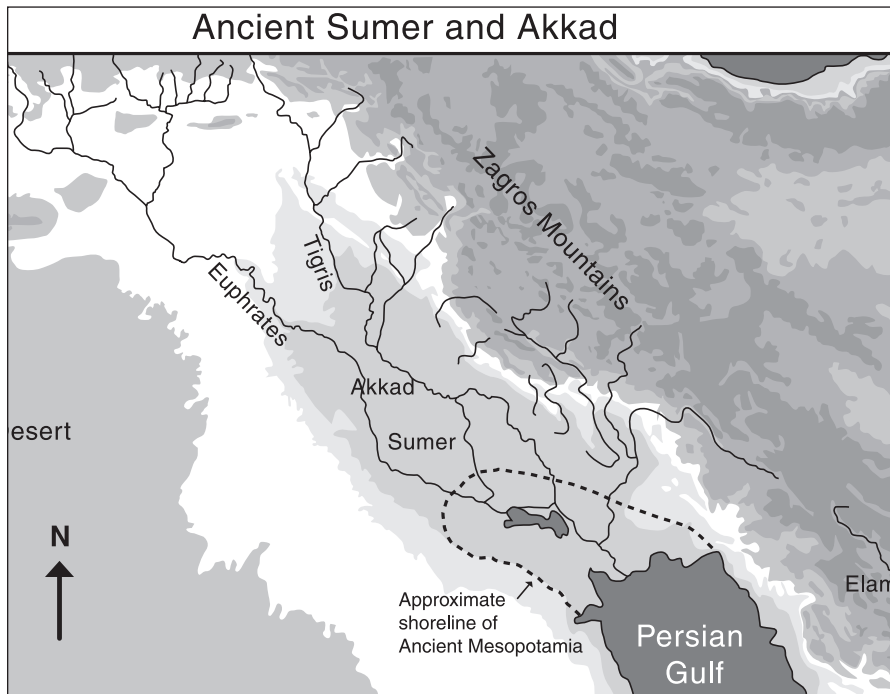 Ancient Sumer and Akkad
Zagros Mountains
Tigris
Euphrates
Akkad
Sumer
esert
N
Elam
Approximate
shoreline of
Ancient Mesopotamia
Persian
Gulf